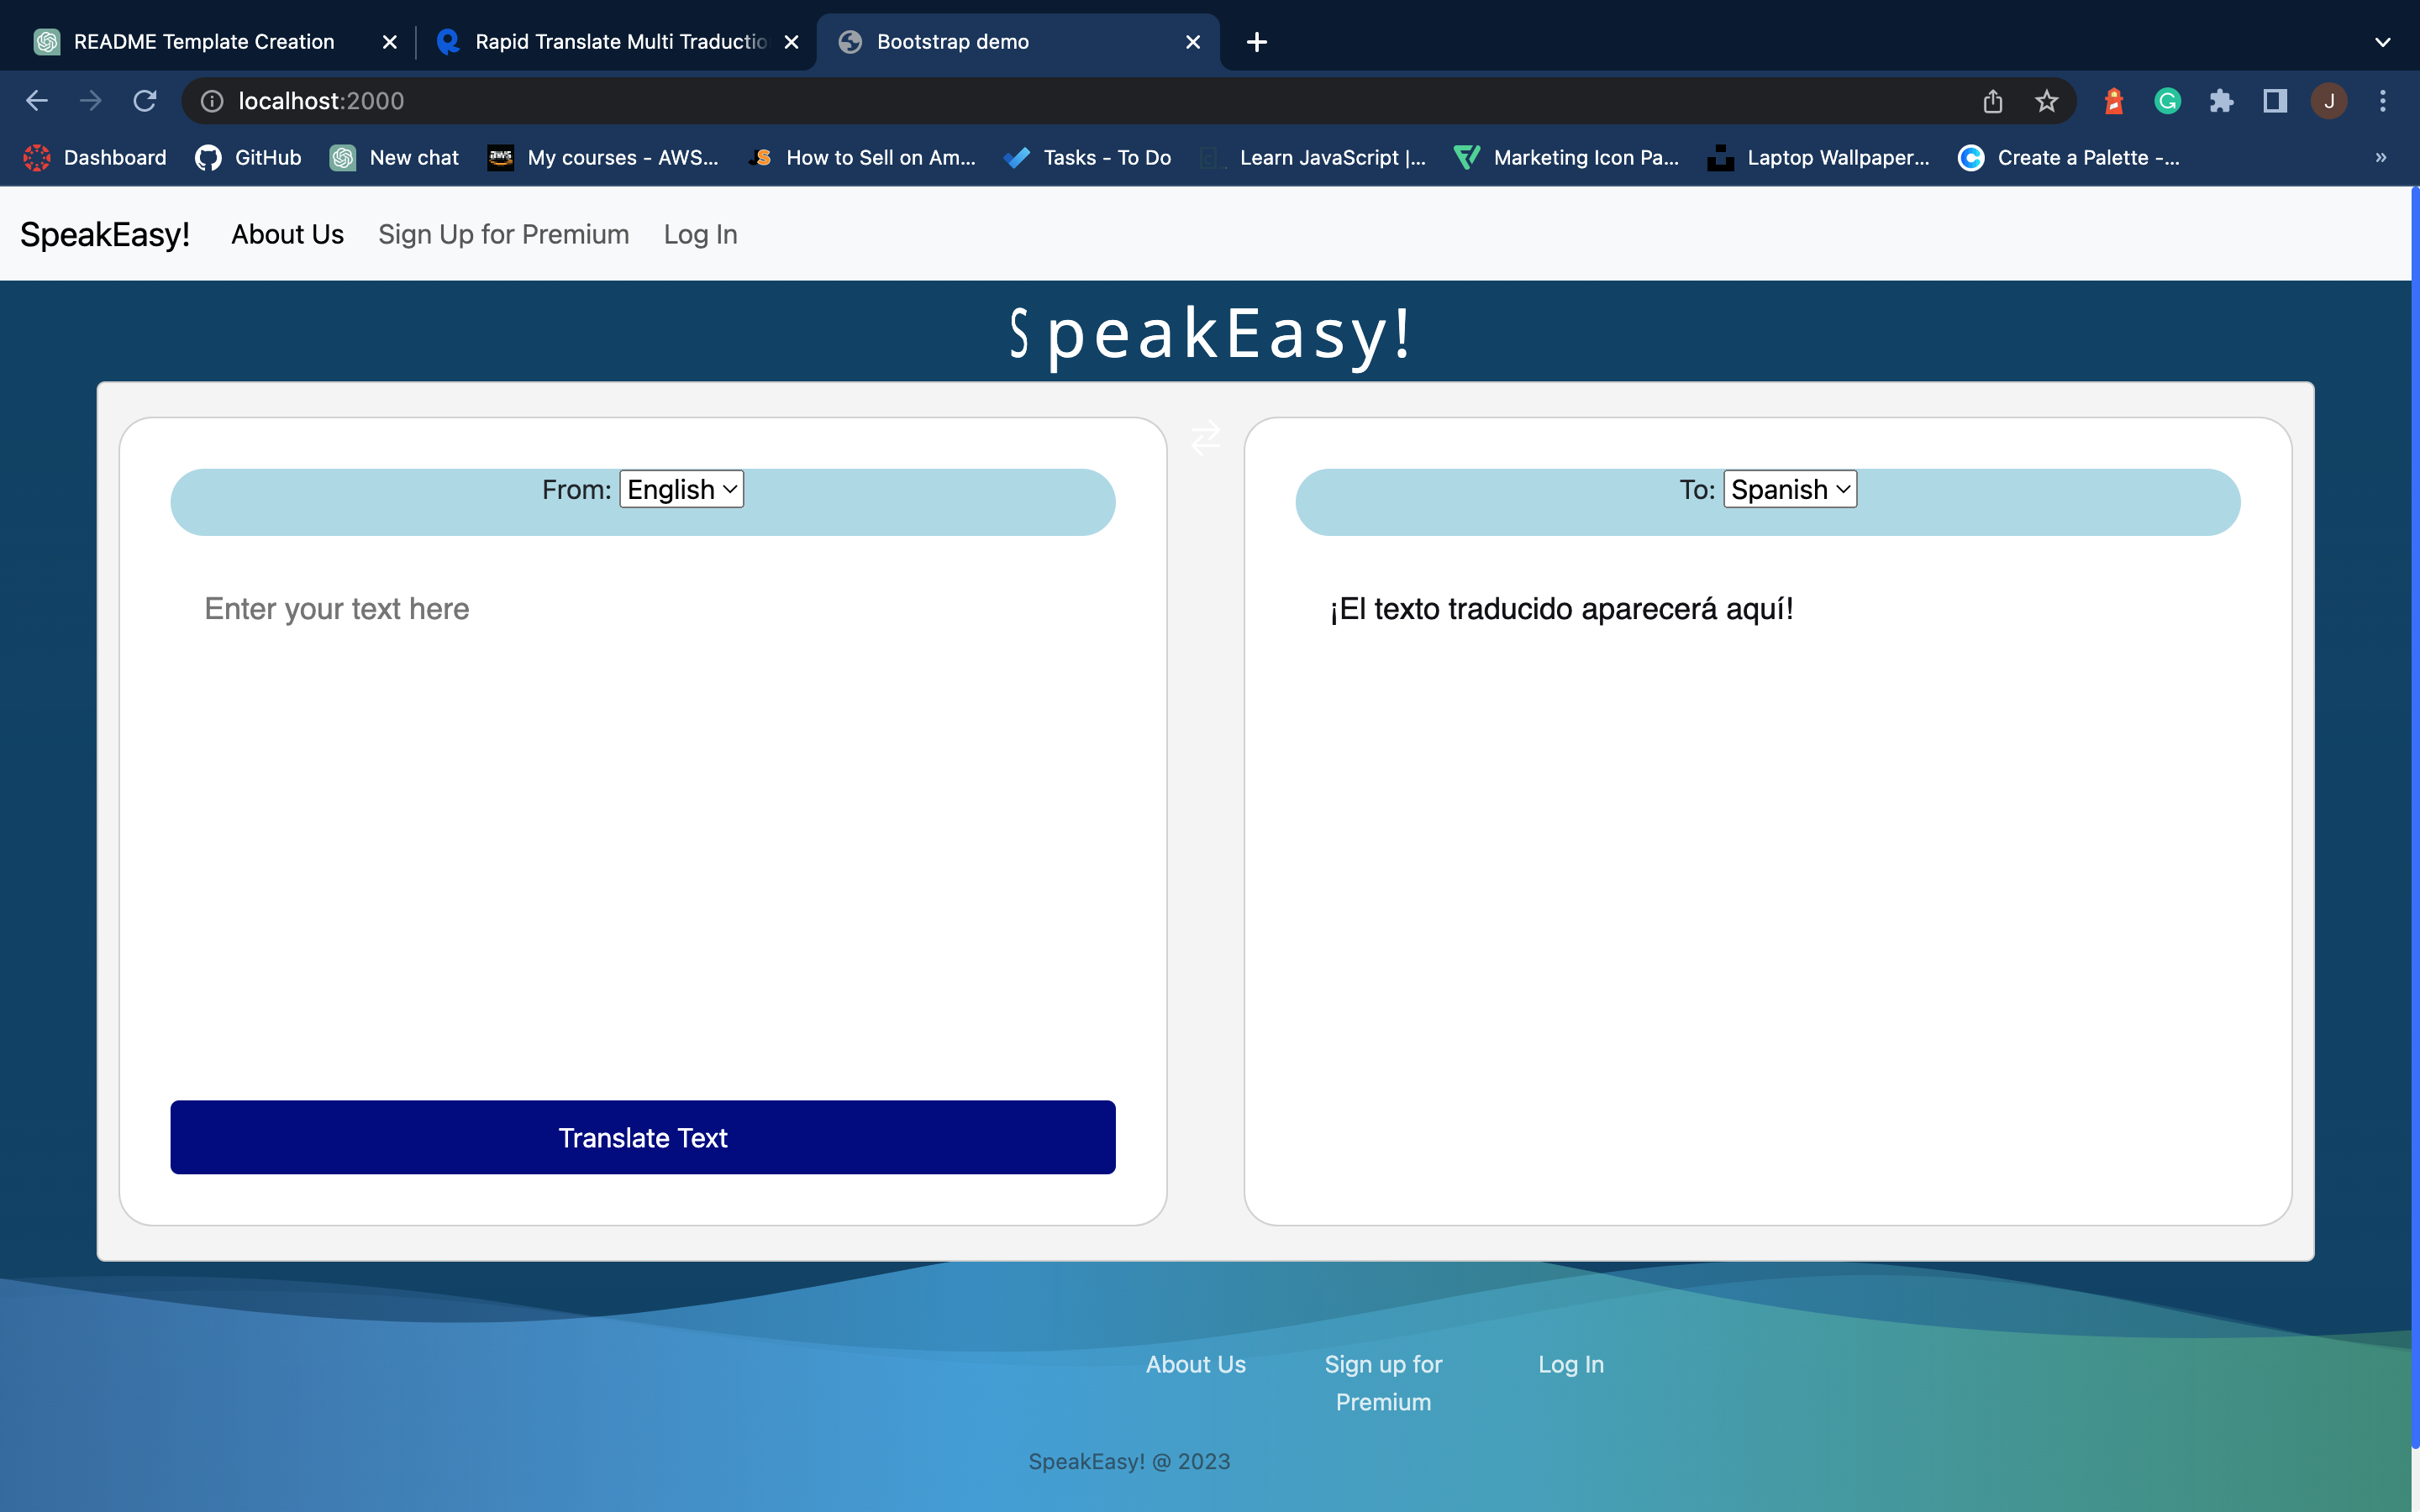 README Template Creation
Rapid Translate Multi Traductio
Bootstrap demo
localhost:2000
J
Dashboard
GitHub
New chat
aws
My courses - AWS...
JS
How to Sell on Am...
Tasks - To Do
Learn JavaScript |...
Marketing Icon Pa...
Laptop Wallpaper...
Create a Palette -...
»
SpeakEasy! About Us Sign Up for Premium Log In
SpeakEasy!
From: English
To: Spanish
Enter your text here
¡El texto traducido aparecerá aquí!
Translate Text
About Us
Sign up for
Premium
Log In
SpeakEasy! @ 2023